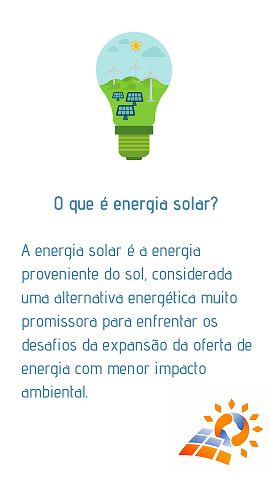 O que é energia solar?
A energia solar é a energia
proveniente do sol, considerada
uma alternativa energética muito
promissora para enfrentar os
desafios da expansão da oferta de
energia com menor impacto
ambiental.